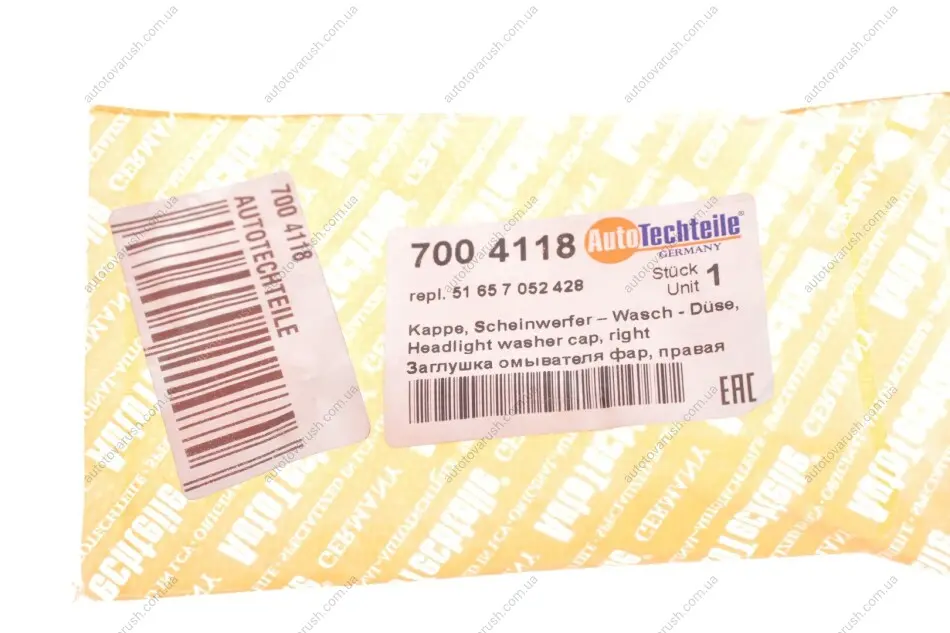 700 4118
AUTOTECHTEILE
700 4118
AutoTechteile®
GERMANY
repl. 51 65 7 052 428
Stück
Unit 1
Kappe, Scheinwerfer – Wasch - Düse,
Headlight washer cap, right
Заглушка омывателя фар, правая
EAC
autotovarush.com.ua